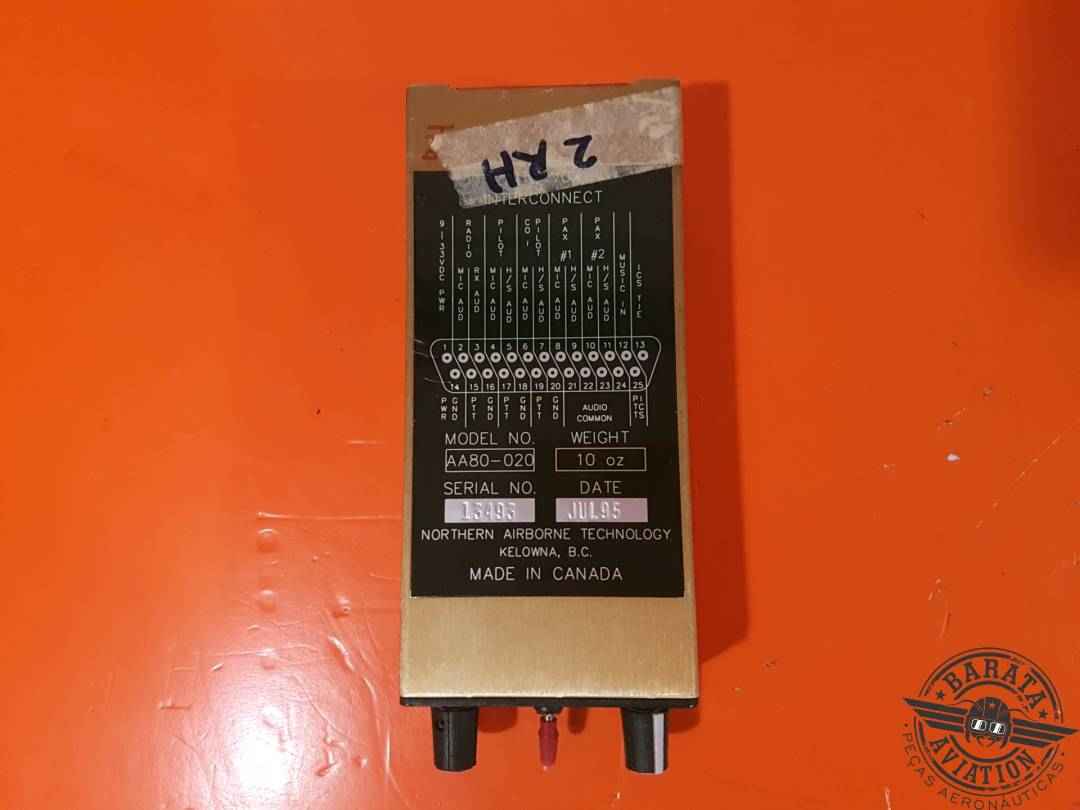 2 RH
INTERCONNECT
9-33VDC PWR
RADIO
MIC AUD
RX AUD
PILOT
MIC AUD
H/S AUD
CO-PILOT
MIC AUD
H/S AUD
PAX #1
MIC AUD
H/S AUD
PAX #2
MIC AUD
H/S AUD
MUSIC IN
ICS TIE
1 2 3 4 5 6 7 8 9 10 11 12 13
14 15 16 17 18 19 20 21 22 23 24 25
PWR GND
PTT
GND
PTT
GND
PTT
GND
AUDIO
COMMON
MODEL NO. WEIGHT
AA80-020 10 oz
SERIAL NO. DATE
13493 JUL95
NORTHERN AIRBORNE TECHNOLOGY
KELOWNA, B.C.
MADE IN CANADA
BARATA
AVIATION
PEÇAS AERONÁUTICAS